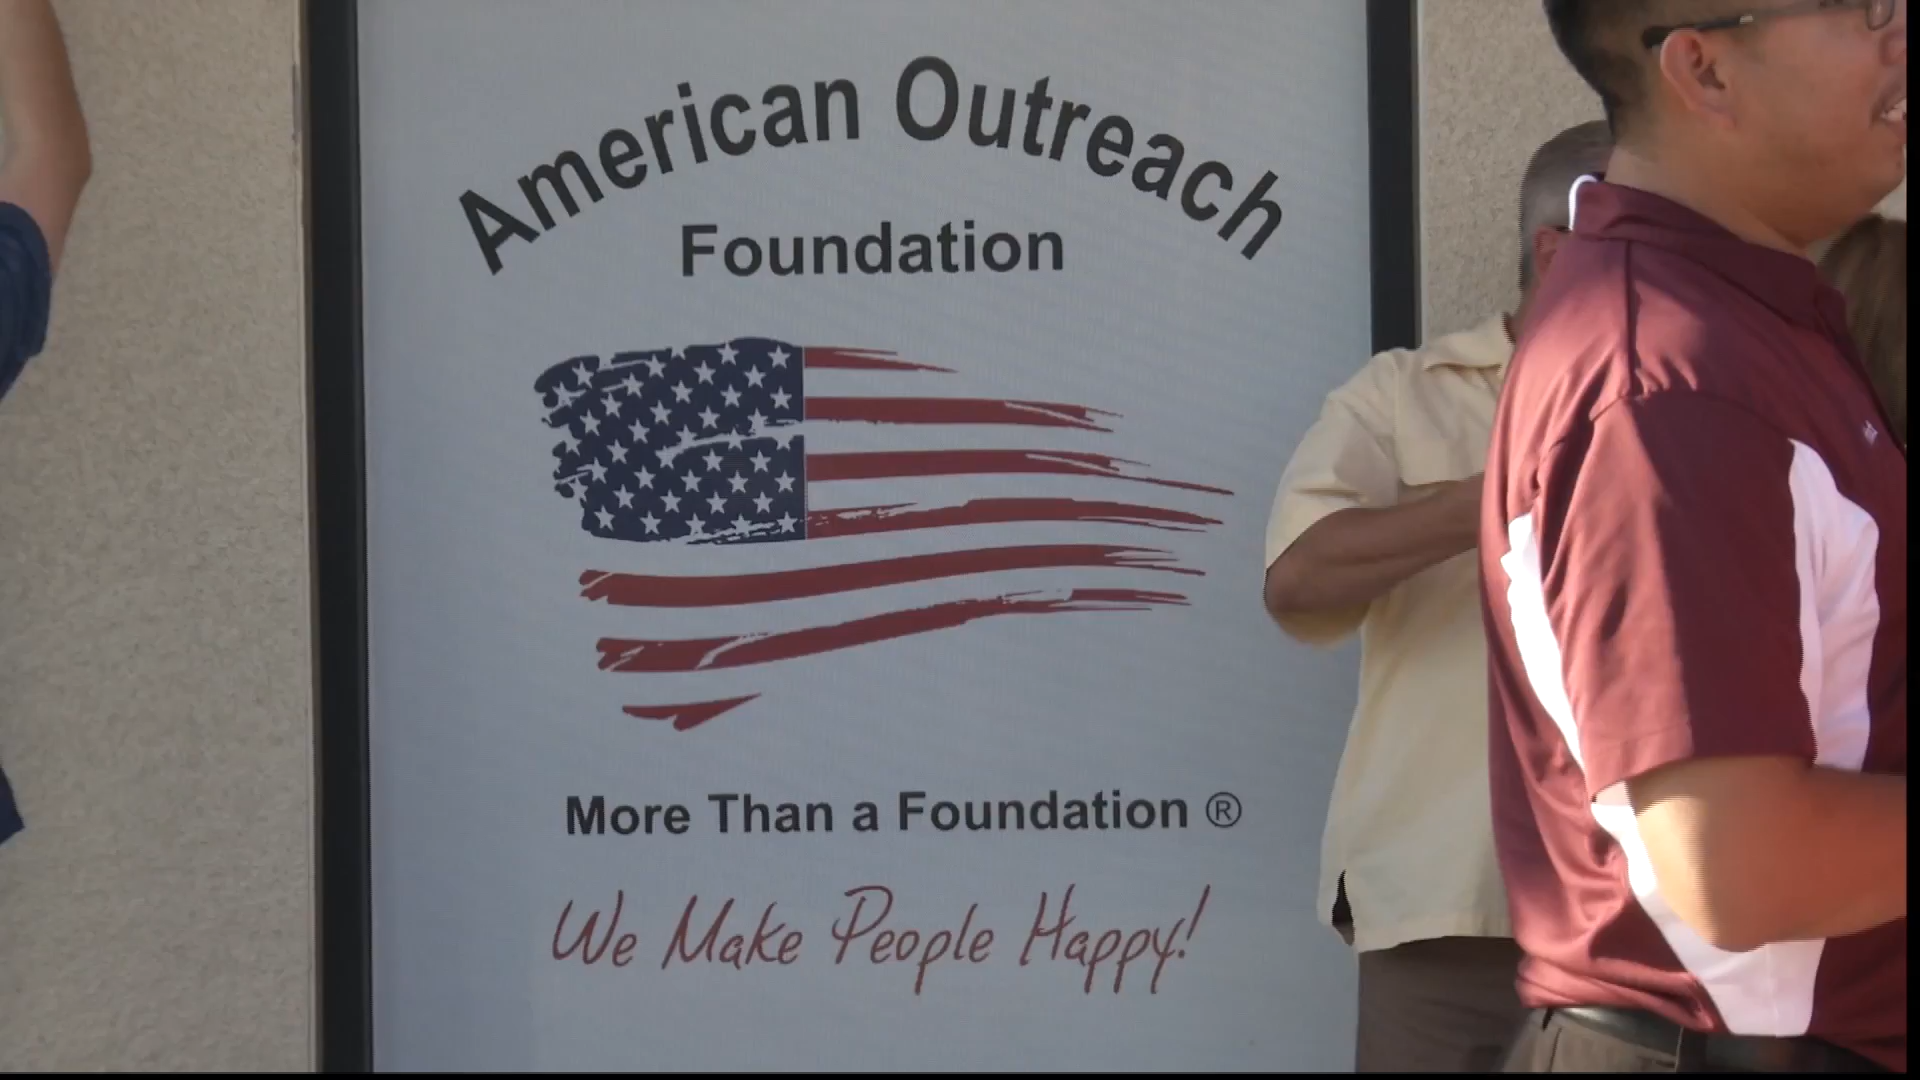 American Outreach
Foundation
More Than a Foundation ®
We Make People Happy!